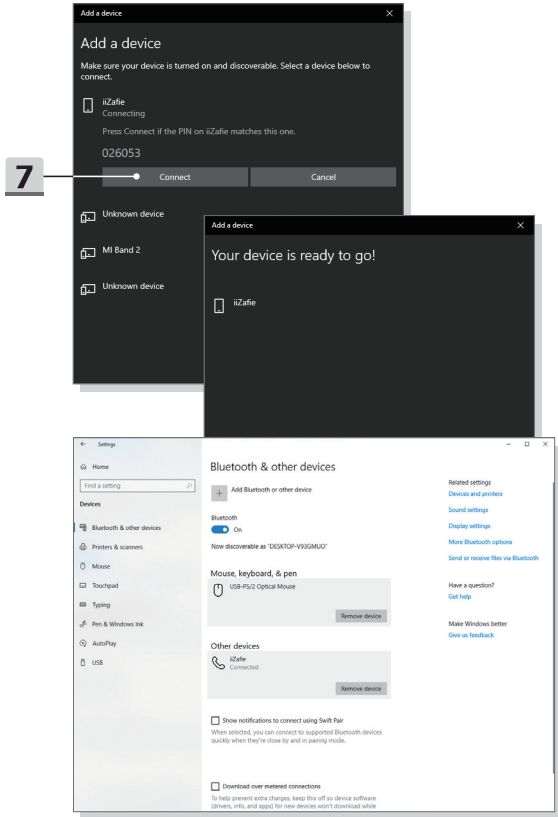 Add a device
Add a device
Make sure your device is turned on and discoverable. Select a device below to
connect.
iiZafie
Connecting
Press Connect if the PIN on iiZafie matches this one.
026053
7
Connect
Cancel
Unknown device
MI Band 2
Unknown device
Add a device
Your device is ready to go!
iiZafie
Settings
Home
Find a setting
Devices
Bluetooth & other devices
Printers & scanners
Mouse
Touchpad
Typing
Pen & Windows Ink
AutoPlay
USB
Bluetooth & other devices
Add Bluetooth or other device
Bluetooth
On
Now discoverable as "DESKTOP-V93GMUO"
Mouse, keyboard, & pen
USB-PS/2 Optical Mouse
Remove device
Other devices
iiZafie
Connected
Remove device
Show notifications to connect using Swift Pair
When selected, you can connect to supported Bluetooth devices
quickly when they're close by and in pairing mode.
Download over metered connections
To help prevent extra charges, keep this off so device software
(drivers, info, and apps) for new devices won't download while
Related settings
Devices and printers
Sound settings
Display settings
More Bluetooth options
Send or receive files via Bluetooth
Have a question?
Get help
Make Windows better
Give us feedback